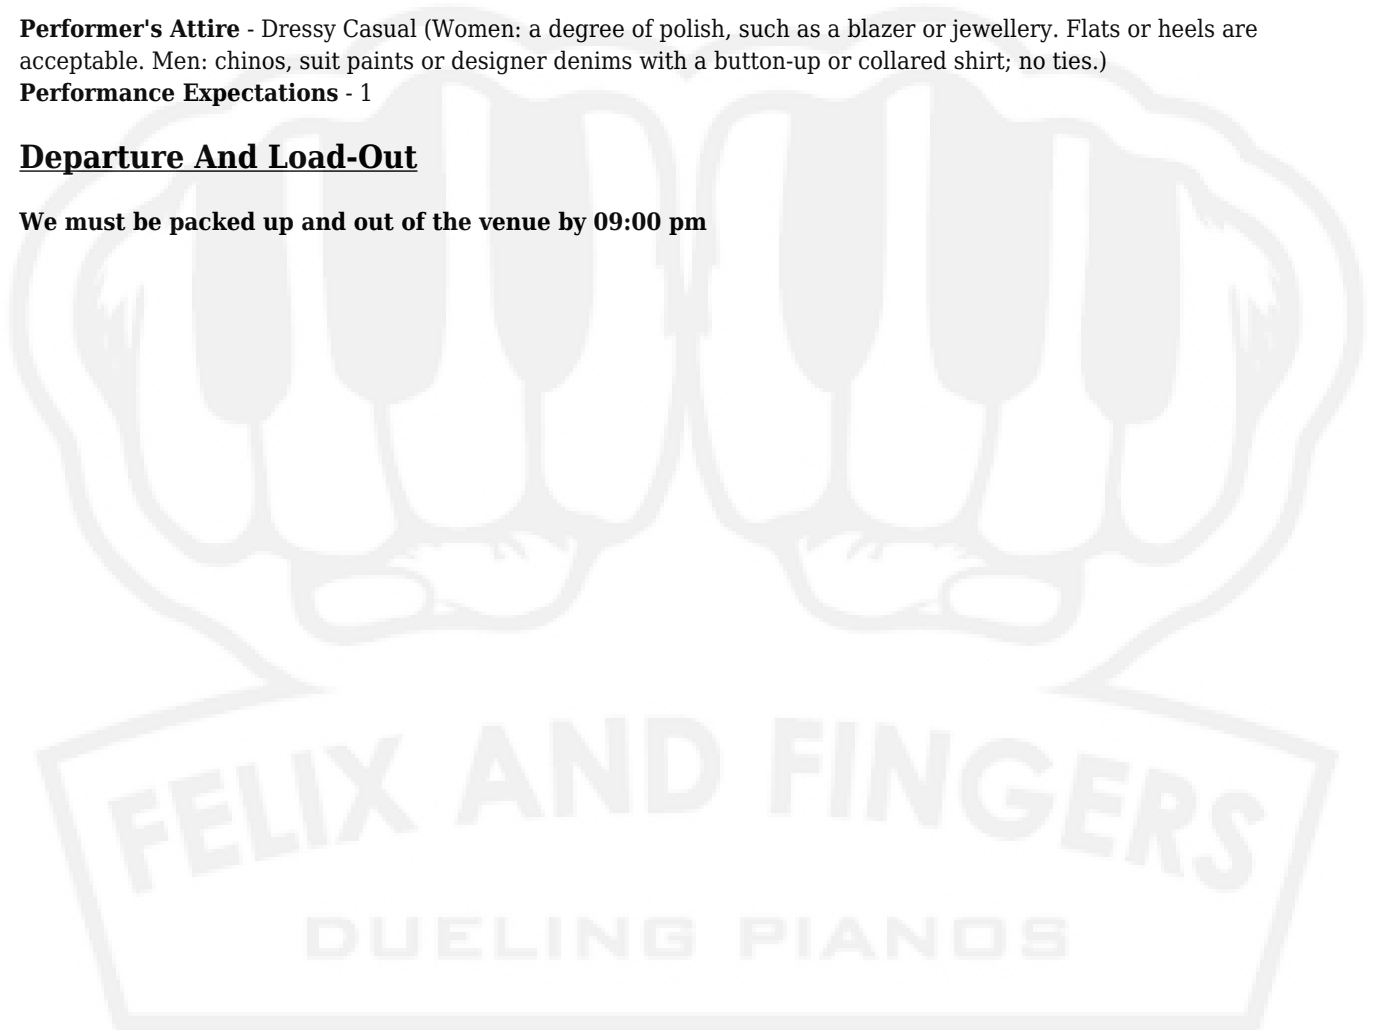 Performer's Attire - Dressy Casual (Women: a degree of polish, such as a blazer or jewellery. Flats or heels are
acceptable. Men: chinos, suit paints or designer denims with a button-up or collared shirt; no ties.)
Performance Expectations - 1
Departure And Load-Out
We must be packed up and out of the venue by 09:00 pm
FELIX AND FINGERS
DUELING PIANOS